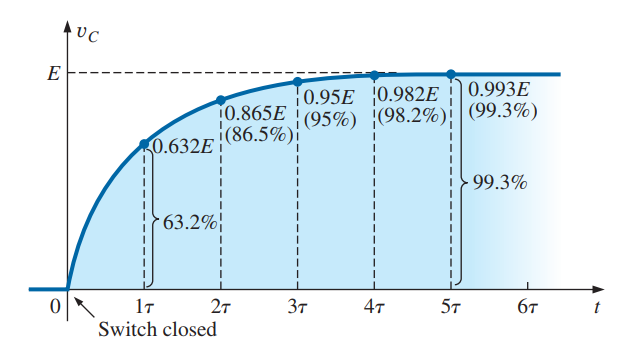 v_C
E
0.632E
0.865E
(86.5%)
0.95E
(95%)
0.982E
(98.2%)
0.993E
(99.3%)
63.2%
99.3%
0
1τ
2τ
3τ
4τ
5τ
6τ
t
Switch closed